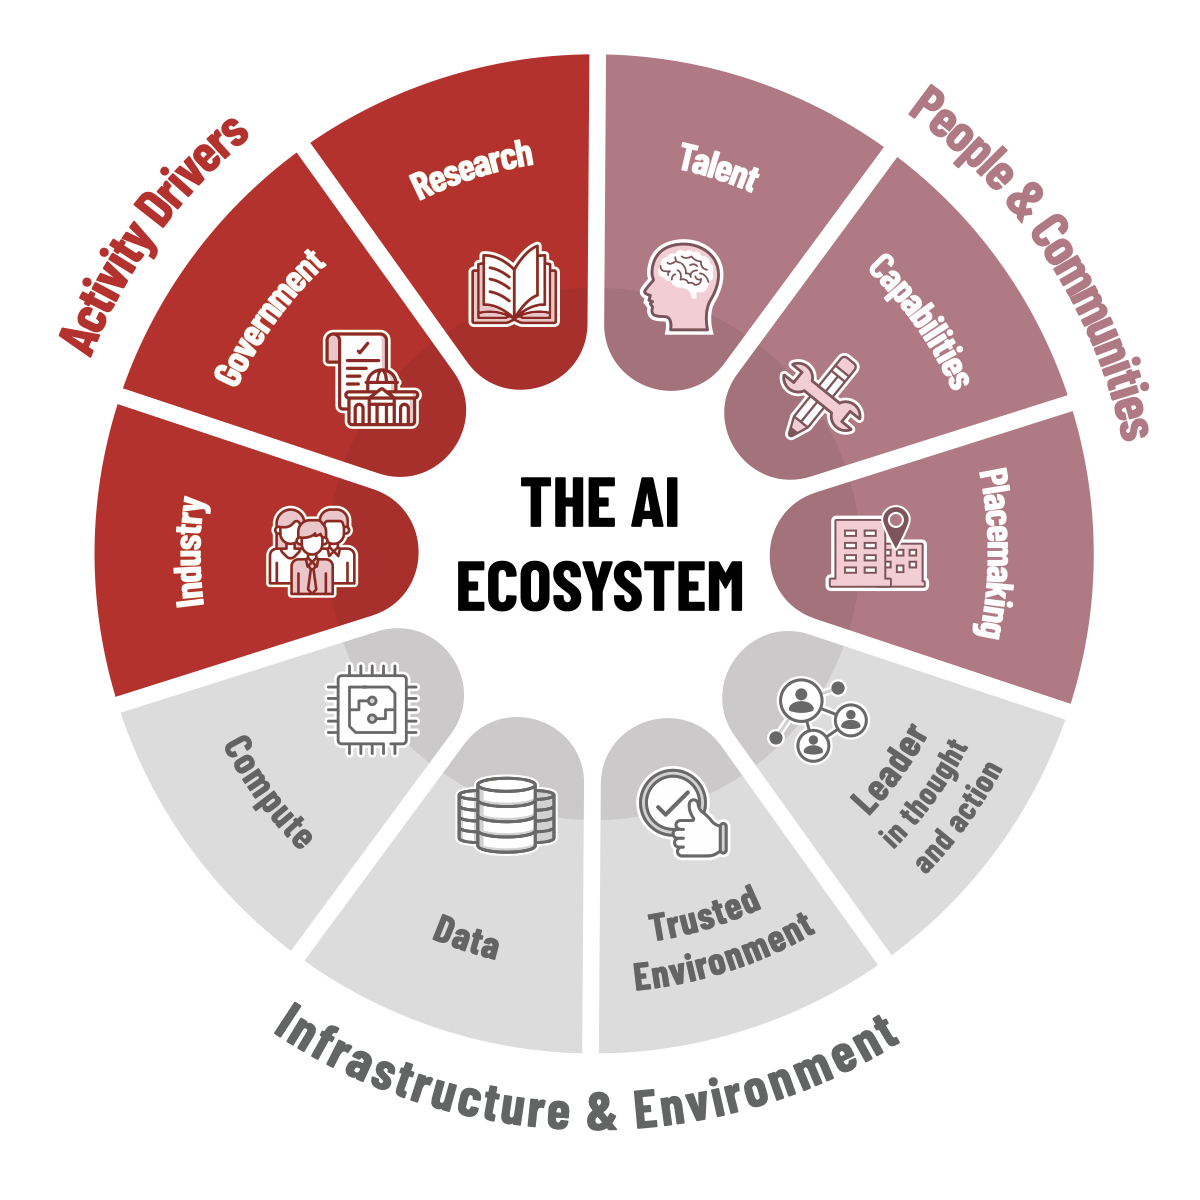 THE AI
ECOSYSTEM
Activity Drivers
Industry
Government
Research
People & Communities
Talent
Capabilities
Placemaking
Infrastructure & Environment
Leader
in thought
and action
Trusted
Environment
Data
Compute